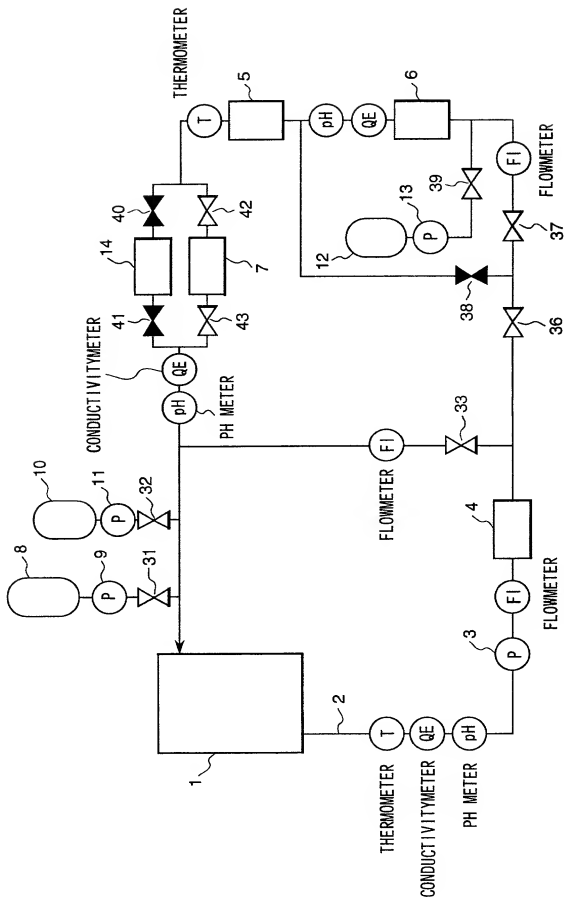 THERMOMETER
5
6
T
pH
QE
FI
FLOWMETER
40
42
14
7
41
43
12
13
P
39
38
37
36
CONDUCTIVITYMETER
QE
pH
PH METER
10
11
P
32
8
9
P
31
FLOWMETER
FI
33
4
FI
FLOWMETER
3
P
1
2
T
QE
pH
THERMOMETER
CONDUCTIVITYMETER
PH METER